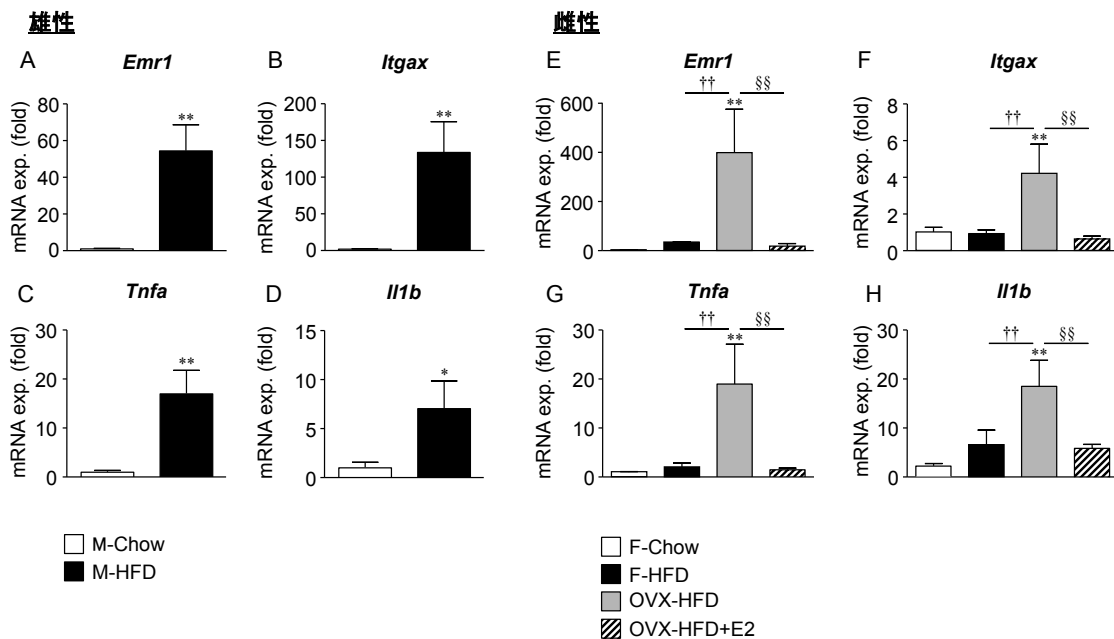 雄性
A
Emr1
mRNA exp. (fold)
80
60
40
20
0
**
B
Itgax
mRNA exp. (fold)
200
150
100
50
0
**
C
Tnfa
mRNA exp. (fold)
30
20
10
0
**
D
Il1b
mRNA exp. (fold)
15
10
5
0
*
M-Chow
M-HFD
雌性
E
Emr1
mRNA exp. (fold)
600
400
200
0
†† §§
**
F
Itgax
mRNA exp. (fold)
8
6
4
2
0
†† §§
**
G
Tnfa
mRNA exp. (fold)
30
20
10
0
†† §§
**
H
Il1b
mRNA exp. (fold)
30
20
10
0
†† §§
**
F-Chow
F-HFD
OVX-HFD
OVX-HFD+E2